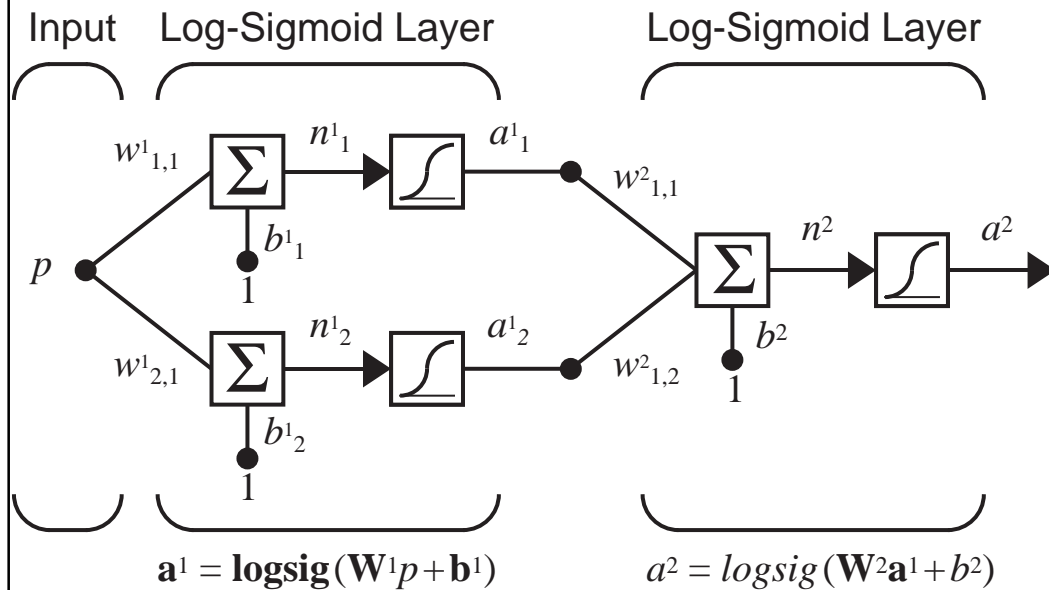 Input Log-Sigmoid Layer Log-Sigmoid Layer
w¹₁,₁ Σ n¹₁ a¹₁ w²₁,₁
b¹₁
1
p Σ n² a²
w¹₂,₁ Σ n¹₂ a¹₂ w²₁,₂ b²
1
b¹₂
1
a¹ = logsig(W¹p + b¹) a² = logsig(W²a¹ + b²)